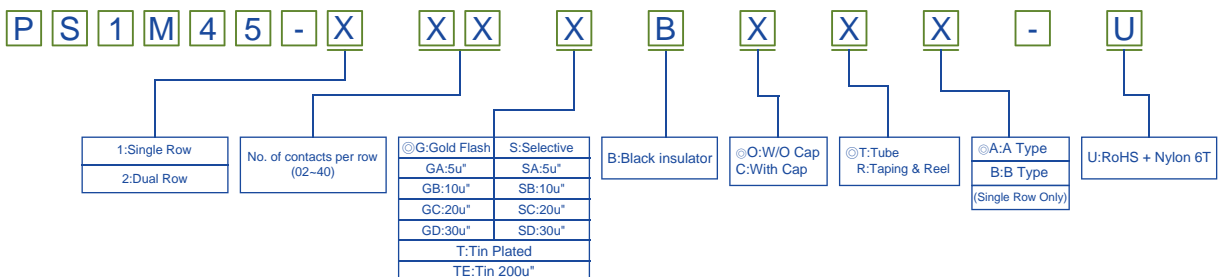 P S 1 M 4 5 - X X X X B X X X - U
1:Single Row
2:Dual Row
No. of contacts per row
(02~40)
◎G:Gold Flash S:Selective
GA:5u" SA:5u"
GB:10u" SB:10u"
GC:20u" SC:20u"
GD:30u" SD:30u"
T:Tin Plated
TE:Tin 200u"
B:Black insulator
◎O:W/O Cap
C:With Cap
◎T:Tube
R:Taping & Reel
◎A:A Type
B:B Type
(Single Row Only)
U:RoHS + Nylon 6T